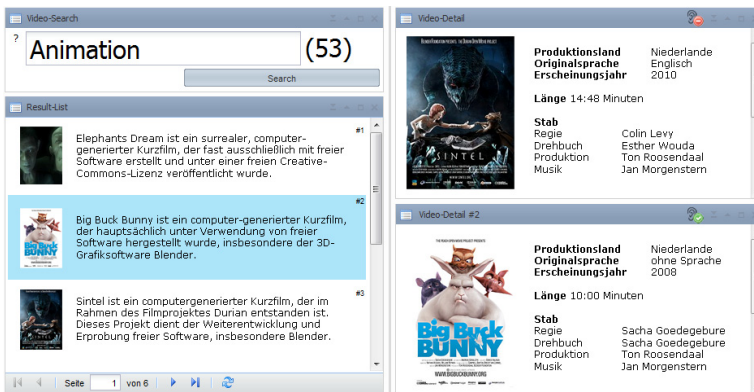 Video-Search
?
Animation
(53)
Search
Result-List
#1
Elephants Dream ist ein surrealer, computer-
generierter Kurzfilm, der fast ausschließlich mit freier
Software erstellt und unter einer freien Creative-
Commons-Lizenz veröffentlicht wurde.
#2
Big Buck Bunny ist ein computer-generierter Kurzfilm,
der hauptsächlich unter Verwendung von freier
Software hergestellt wurde, insbesondere der 3D-
Grafiksoftware Blender.
BIG BUCK
BUNNY
#3
Sintel ist ein computergenerierter Kurzfilm, der im
Rahmen des Filmprojektes Durian entstanden ist.
Dieses Projekt dient der Weiterentwicklung und
Erprobung freier Software, insbesondere Blender.
Seite 1 von 6
Video-Detail
SINTEL
Produktionsland Niederlande
Originalsprache Englisch
Erscheinungsjahr 2010
Länge 14:48 Minuten
Stab
Regie Colin Levy
Drehbuch Esther Wouda
Produktion Ton Roosendaal
Musik Jan Morgenstern
Video-Detail #2
Big Buck
BUNNY
WWW.BIGBUCKBUNNY.ORG
Produktionsland Niederlande
Originalsprache ohne Sprache
Erscheinungsjahr 2008
Länge 10:00 Minuten
Stab
Regie Sacha Goedegebure
Drehbuch Sacha Goedegebure
Produktion Ton Roosendaal
Musik Jan Morgenstern